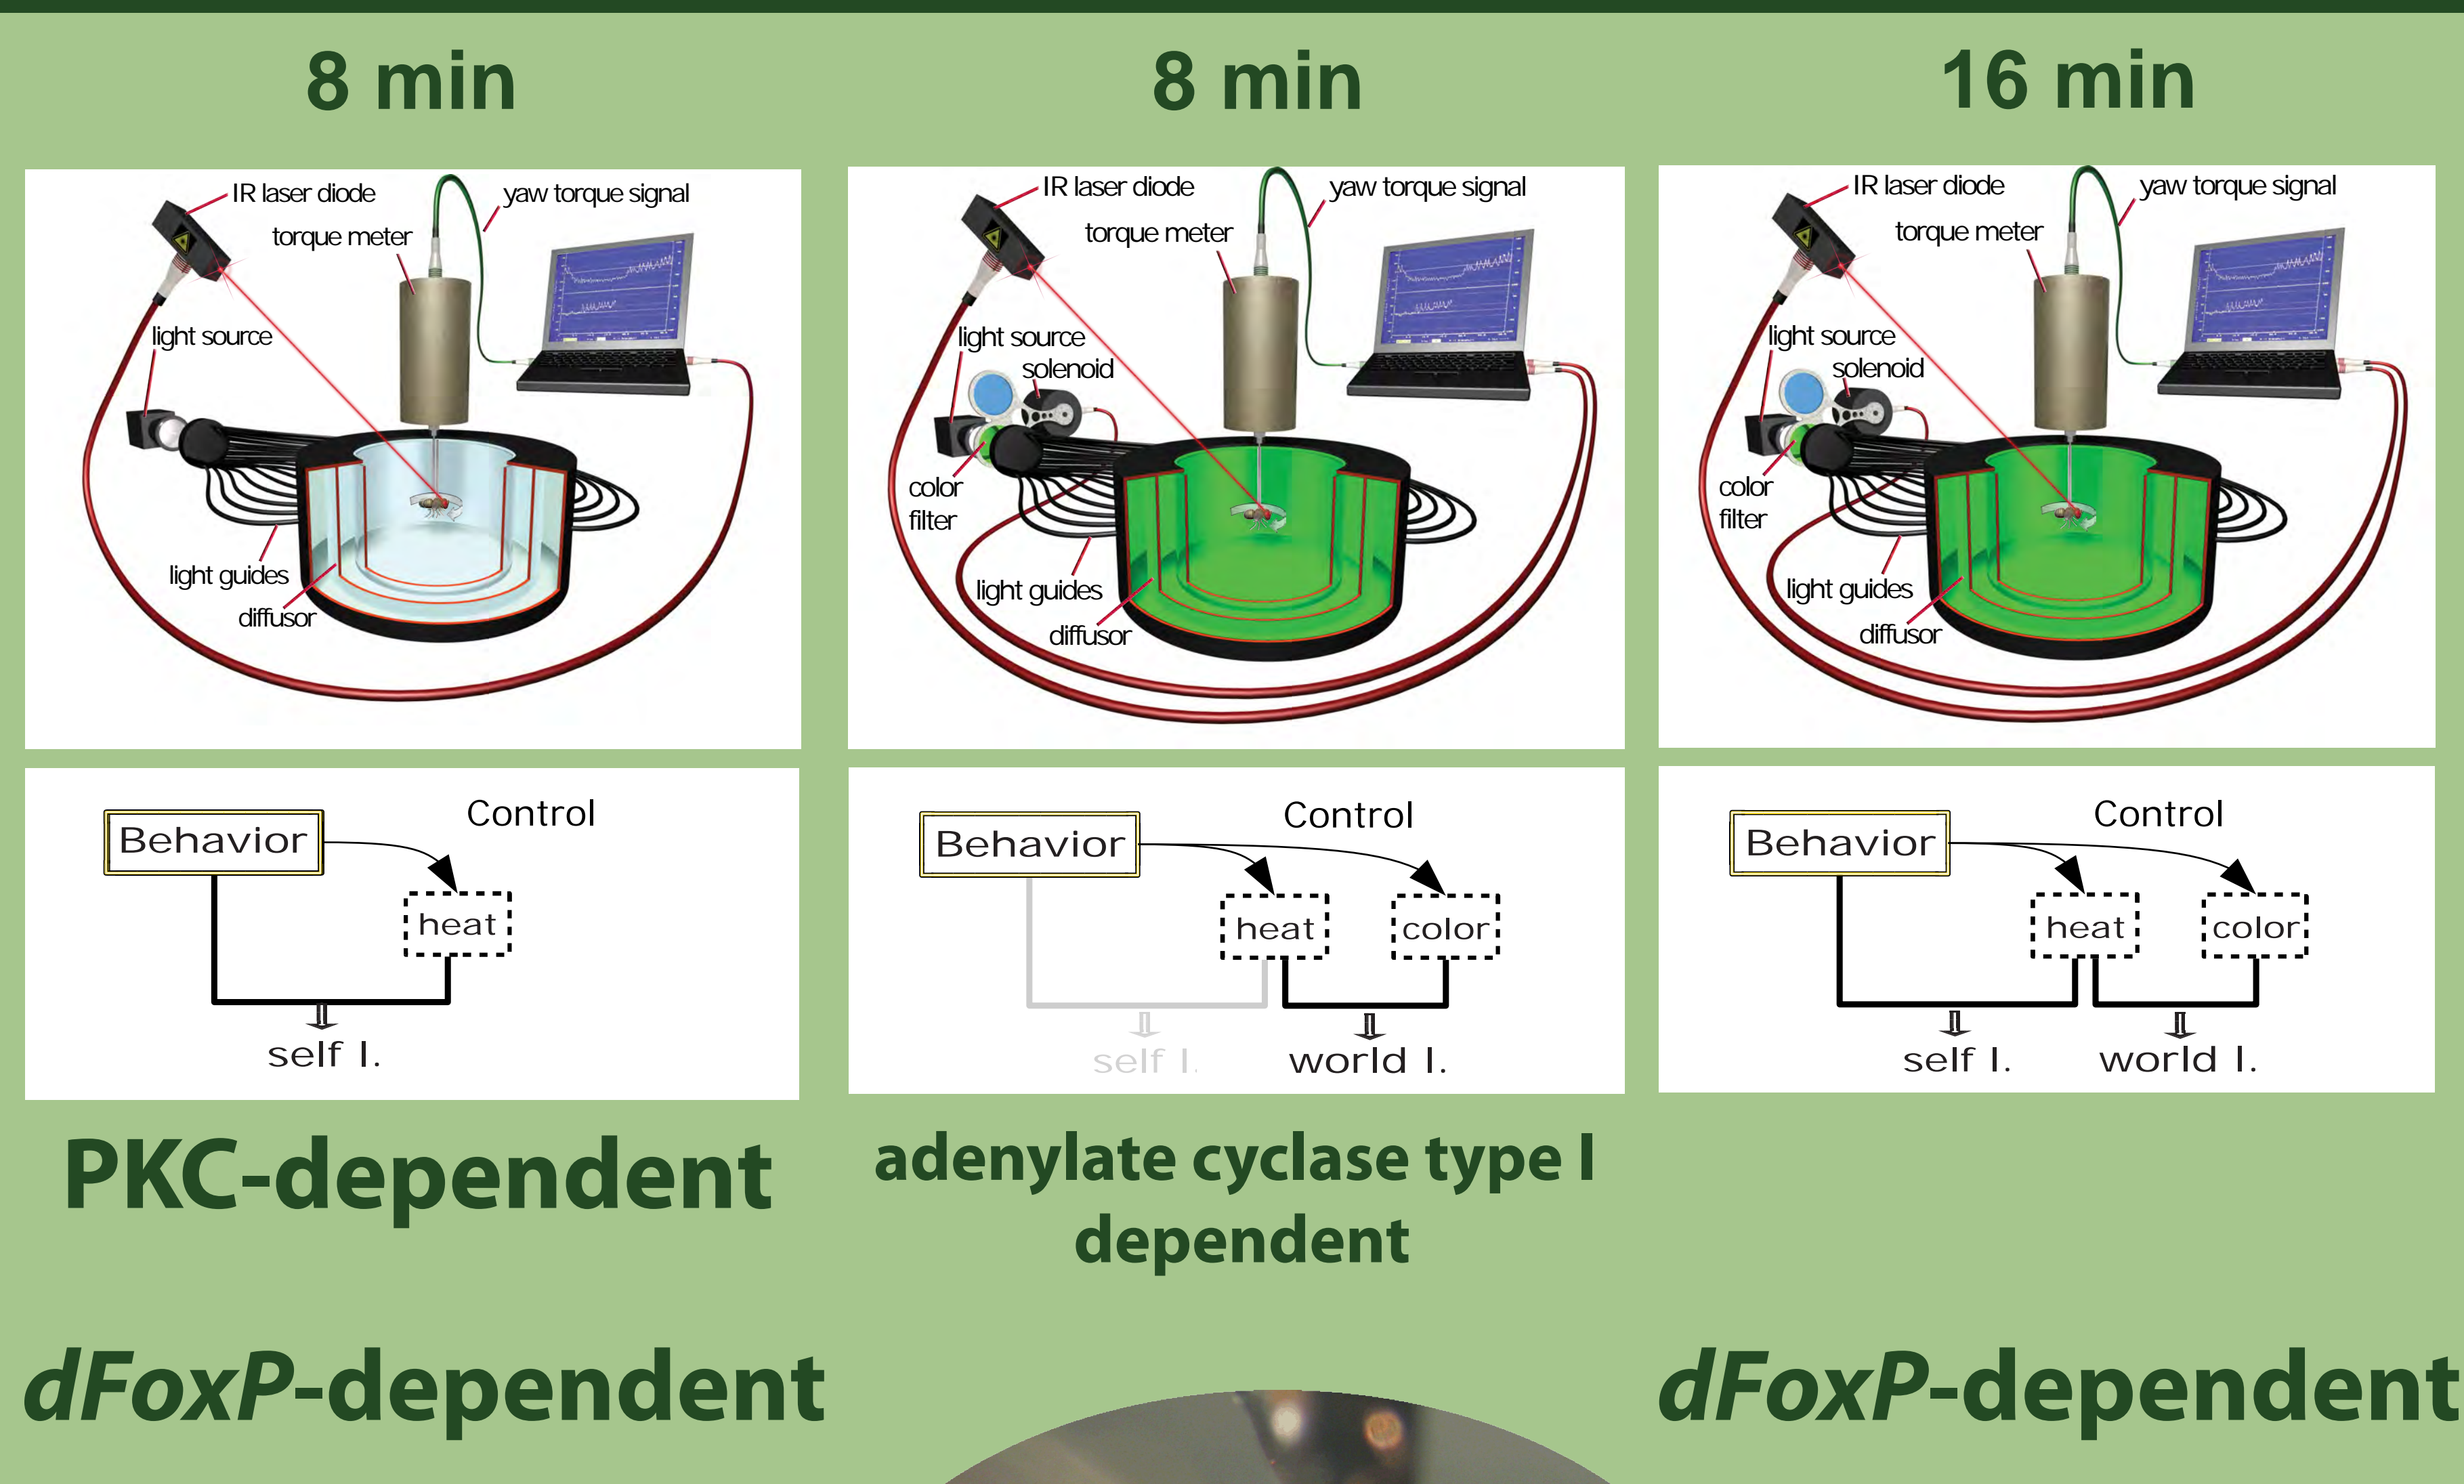 8 min
8 min
16 min
IR laser diode
yaw torque signal
torque meter
light source
light guides
diffusor
IR laser diode
yaw torque signal
torque meter
light source
solenoid
color
filter
light guides
diffusor
IR laser diode
yaw torque signal
torque meter
light source
solenoid
color
filter
light guides
diffusor
Behavior
Control
heat
self l.
Behavior
Control
heat
color
self l.
world l.
Behavior
Control
heat
color
self l.
world l.
PKC-dependent
adenylate cyclase type I
dependent
dFoxP-dependent
dFoxP-dependent